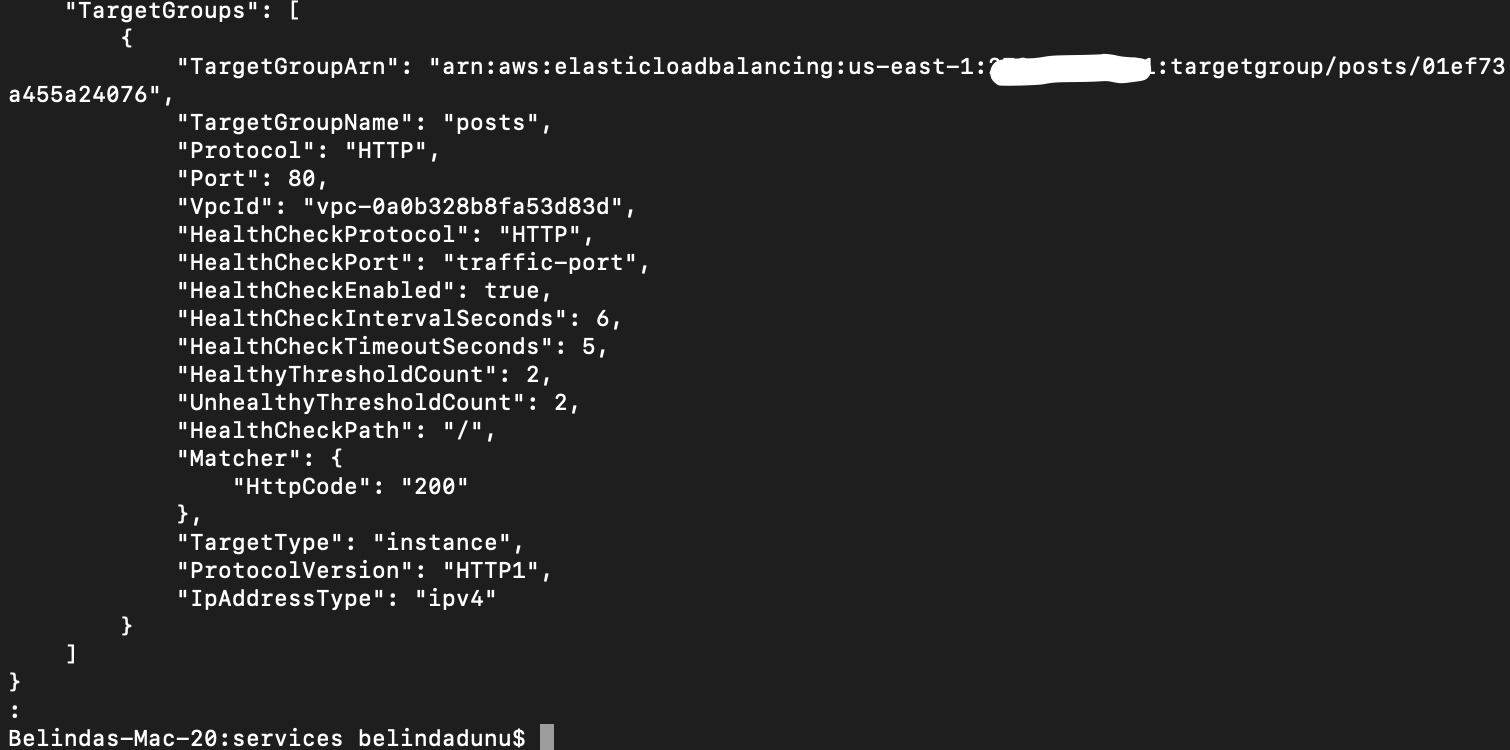 "TargetGroups": [
{
"TargetGroupArn": "arn:aws:elasticloadbalancing:us-east-1: :targetgroup/posts/01ef73
a455a24076",
"TargetGroupName": "posts",
"Protocol": "HTTP",
"Port": 80,
"VpcId": "vpc-0a0b328b8fa53d83d",
"HealthCheckProtocol": "HTTP",
"HealthCheckPort": "traffic-port",
"HealthCheckEnabled": true,
"HealthCheckIntervalSeconds": 6,
"HealthCheckTimeoutSeconds": 5,
"HealthyThresholdCount": 2,
"UnhealthyThresholdCount": 2,
"HealthCheckPath": "/",
"Matcher": {
"HttpCode": "200"
},
"TargetType": "instance",
"ProtocolVersion": "HTTP1",
"IpAddressType": "ipv4"
}
]
}
:
Belindas-Mac-20:services belindadunu$